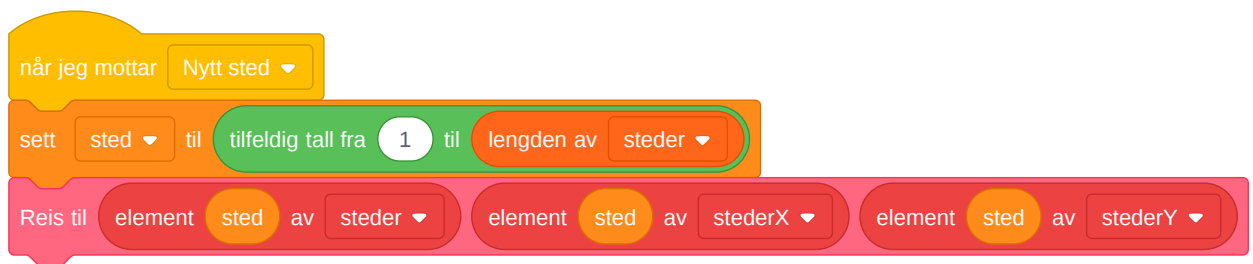 når jeg mottar Nytt sted
sett sted til tilfeldig tall fra 1 til lengden av steder
Reis til element sted av steder element sted av stederX element sted av stederY